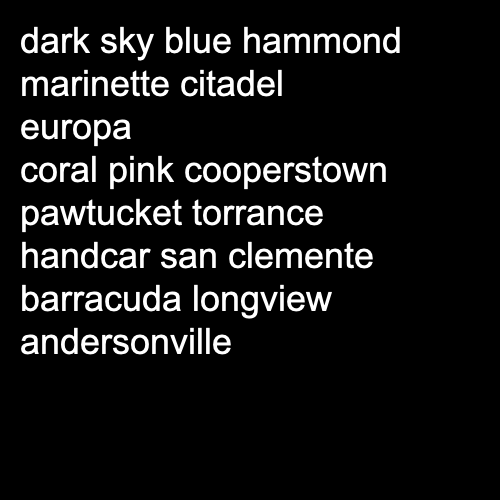 dark sky blue hammond
marinette citadel
europa
coral pink cooperstown
pawtucket torrance
handcar san clemente
barracuda longview
andersonville